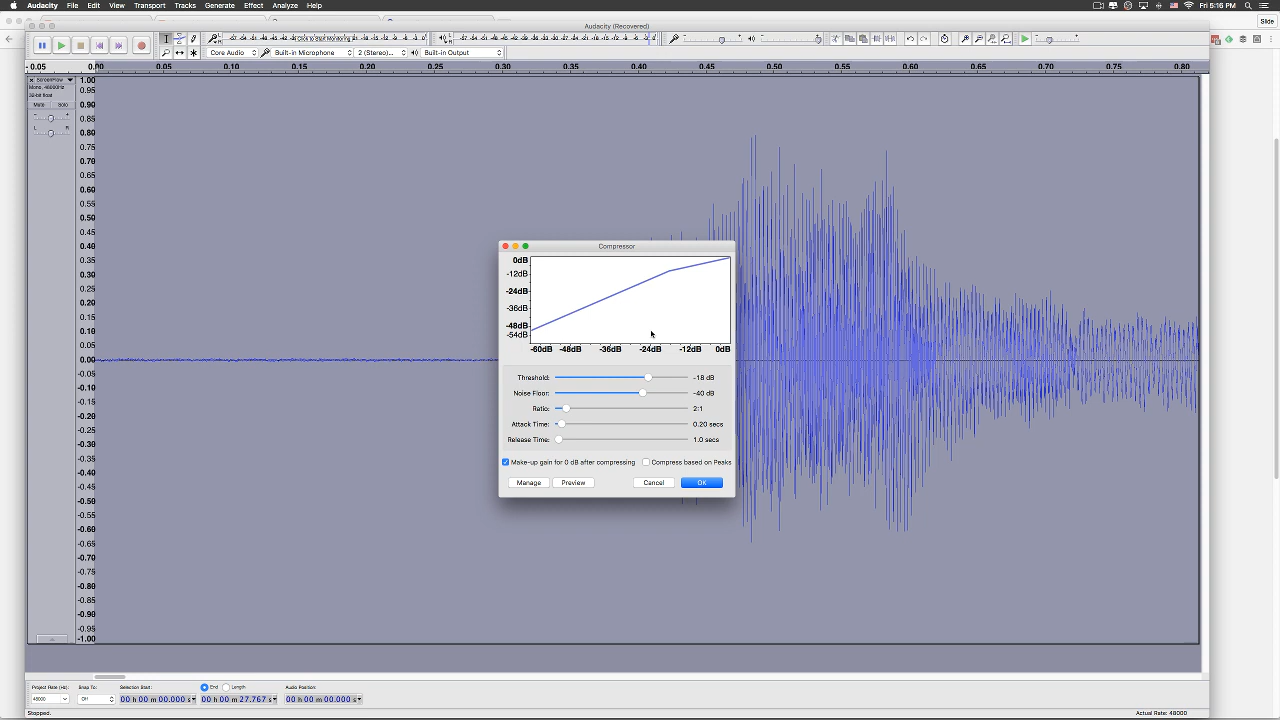 Audacity File Edit View Transport Tracks Generate Effect Analyze Help
Fri 5:16 PM
Slide
Audacity (Recovered)
Click to Start Monitoring
Core Audio
Built-in Microphone
2 (Stereo)...
Built-in Output
- 0.05 0.00 0.05 0.10 0.15 0.20 0.25 0.30 0.35 0.40 0.45 0.50 0.55 0.60 0.65 0.70 0.75 0.80
ScreenFlow
Mono, 48000Hz
32-bit float
Mute Solo
- +
L R
1.00
0.95
0.90
0.85
0.80
0.75
0.70
0.65
0.60
0.55
0.50
0.45
0.40
0.35
0.30
0.25
0.20
0.15
0.10
0.05
0.00
-0.05
-0.10
-0.15
-0.20
-0.25
-0.30
-0.35
-0.40
-0.45
-0.50
-0.55
-0.60
-0.65
-0.70
-0.75
-0.80
-0.85
-0.90
-0.95
-1.00
Compressor
0dB
-12dB
-24dB
-36dB
-48dB
-54dB
-60dB -48dB -36dB -24dB -12dB 0dB
Threshold: -18 dB
Noise Floor: -40 dB
Ratio: 2:1
Attack Time: 0.20 secs
Release Time: 1.0 secs
Make-up gain for 0 dB after compressing
Compress based on Peaks
Manage Preview Cancel OK
Project Rate (Hz): Snap To: Selection Start: End Length Audio Position:
48000 Off 00 h 00 m 00.000 s 00 h 00 m 27.767 s 00 h 00 m 00.000 s
Stopped.
Actual Rate: 48000